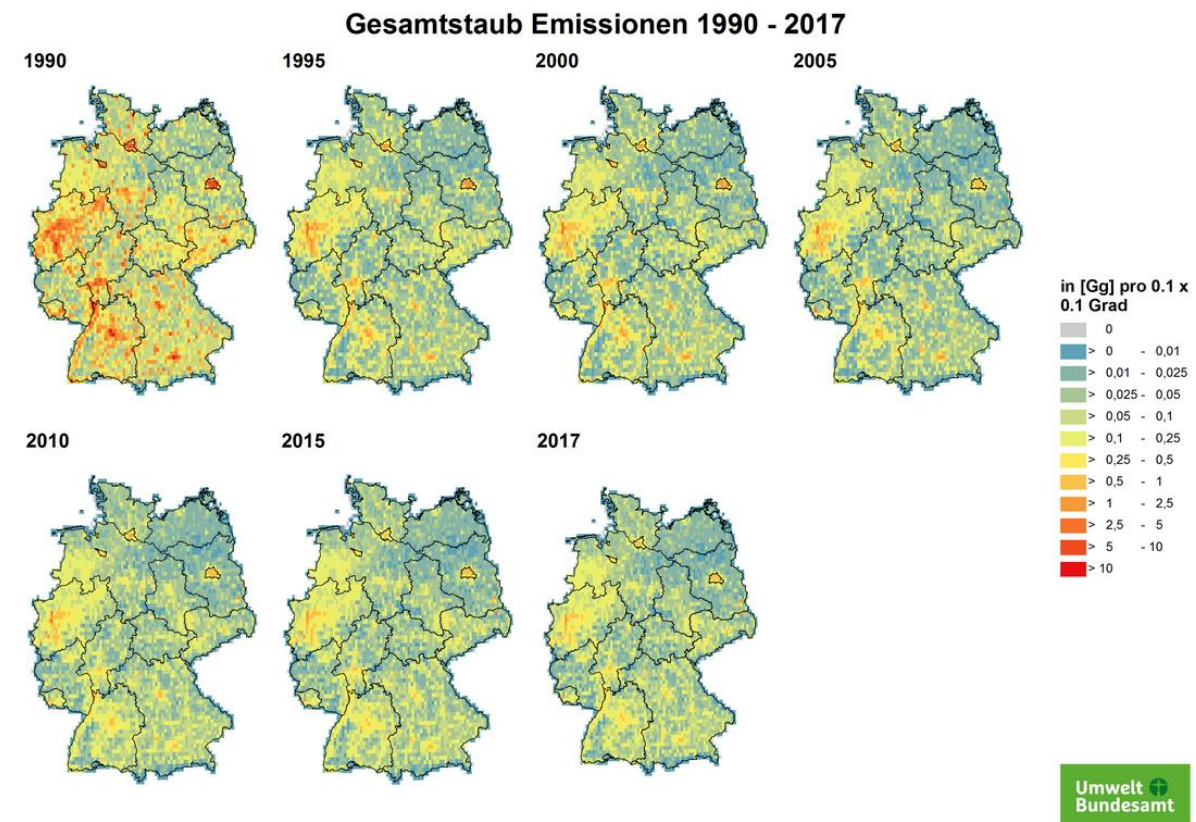 Gesamtstaub Emissionen 1990 - 2017
1990
1995
2000
2005
2010
2015
2017
in [Gg] pro 0.1 x
0.1 Grad
0
> 0 - 0,01
> 0,01 - 0,025
> 0,025 - 0,05
> 0,05 - 0,1
> 0,1 - 0,25
> 0,25 - 0,5
> 0,5 - 1
> 1 - 2,5
> 2,5 - 5
> 5 - 10
> 10
Umwelt
Bundesamt